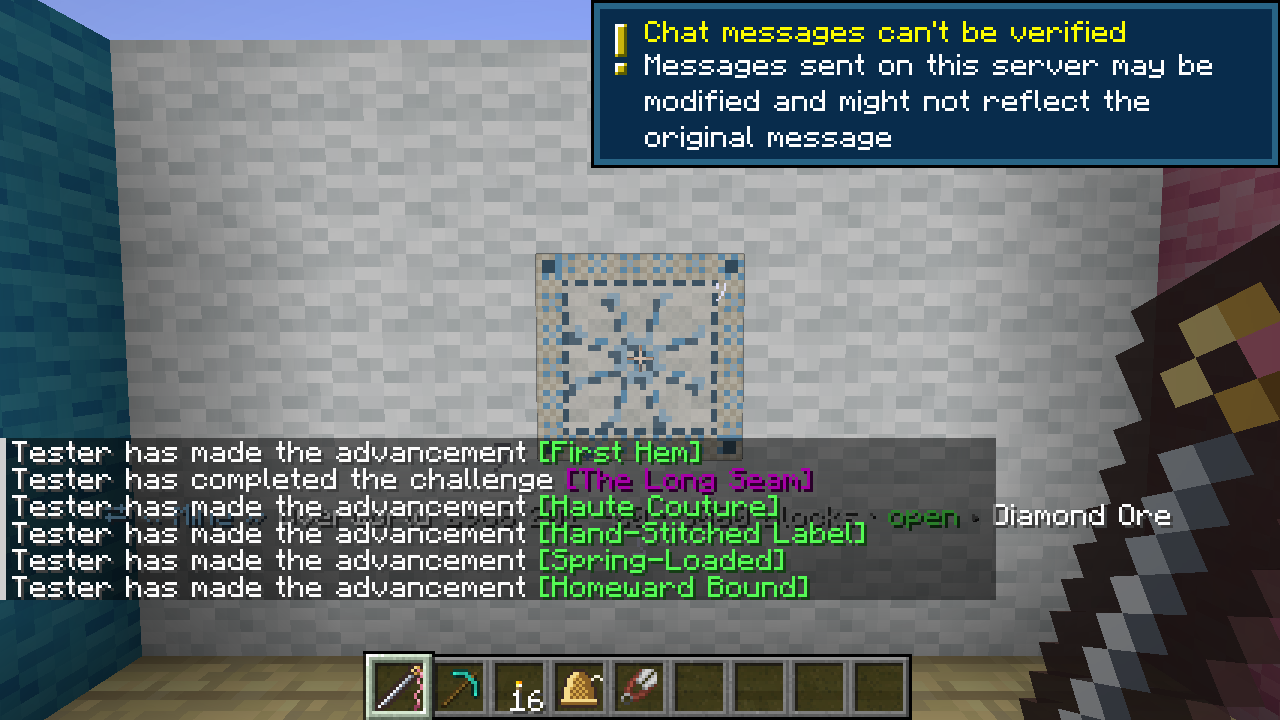 Chat messages can't be verified
Messages sent on this server may be
modified and might not reflect the
original message
Tester has made the advancement [First Hem]
Tester has completed the challenge [The Long Seam]
Tester has made the advancement [Haute Couture]
open · Diamond Ore
Tester has made the advancement [Hand-Stitched Label]
Tester has made the advancement [Spring-Loaded]
Tester has made the advancement [Homeward Bound]
16